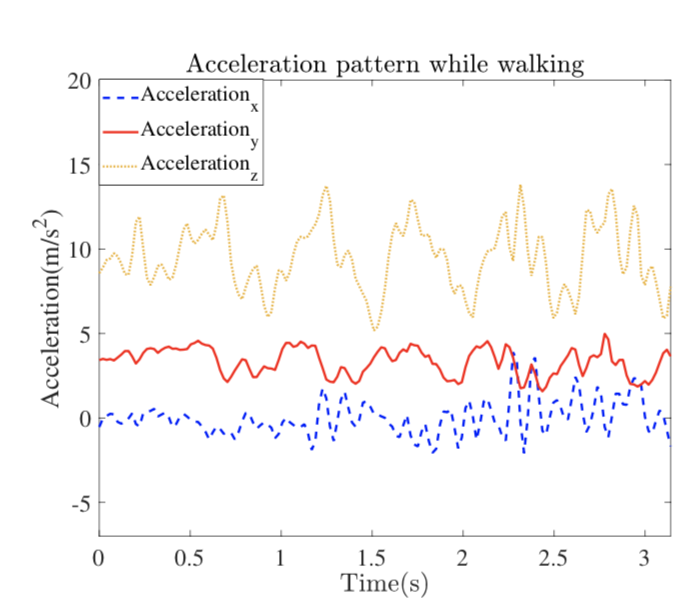 Acceleration pattern while walking
20
15
10
5
0
-5
Acceleration(m/s²)
Acceleration_x
Acceleration_y
Acceleration_z
0 0.5 1 1.5 2 2.5 3
Time(s)